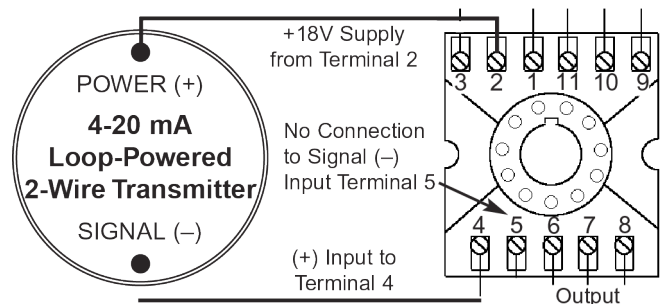 +18V Supply
from Terminal 2
POWER (+)
4-20 mA
Loop-Powered
2-Wire Transmitter
SIGNAL (–)
No Connection
to Signal (–)
Input Terminal 5
(+) Input to
Terminal 4
3 2 1 11 10 9
4 5 6 7 8
Output